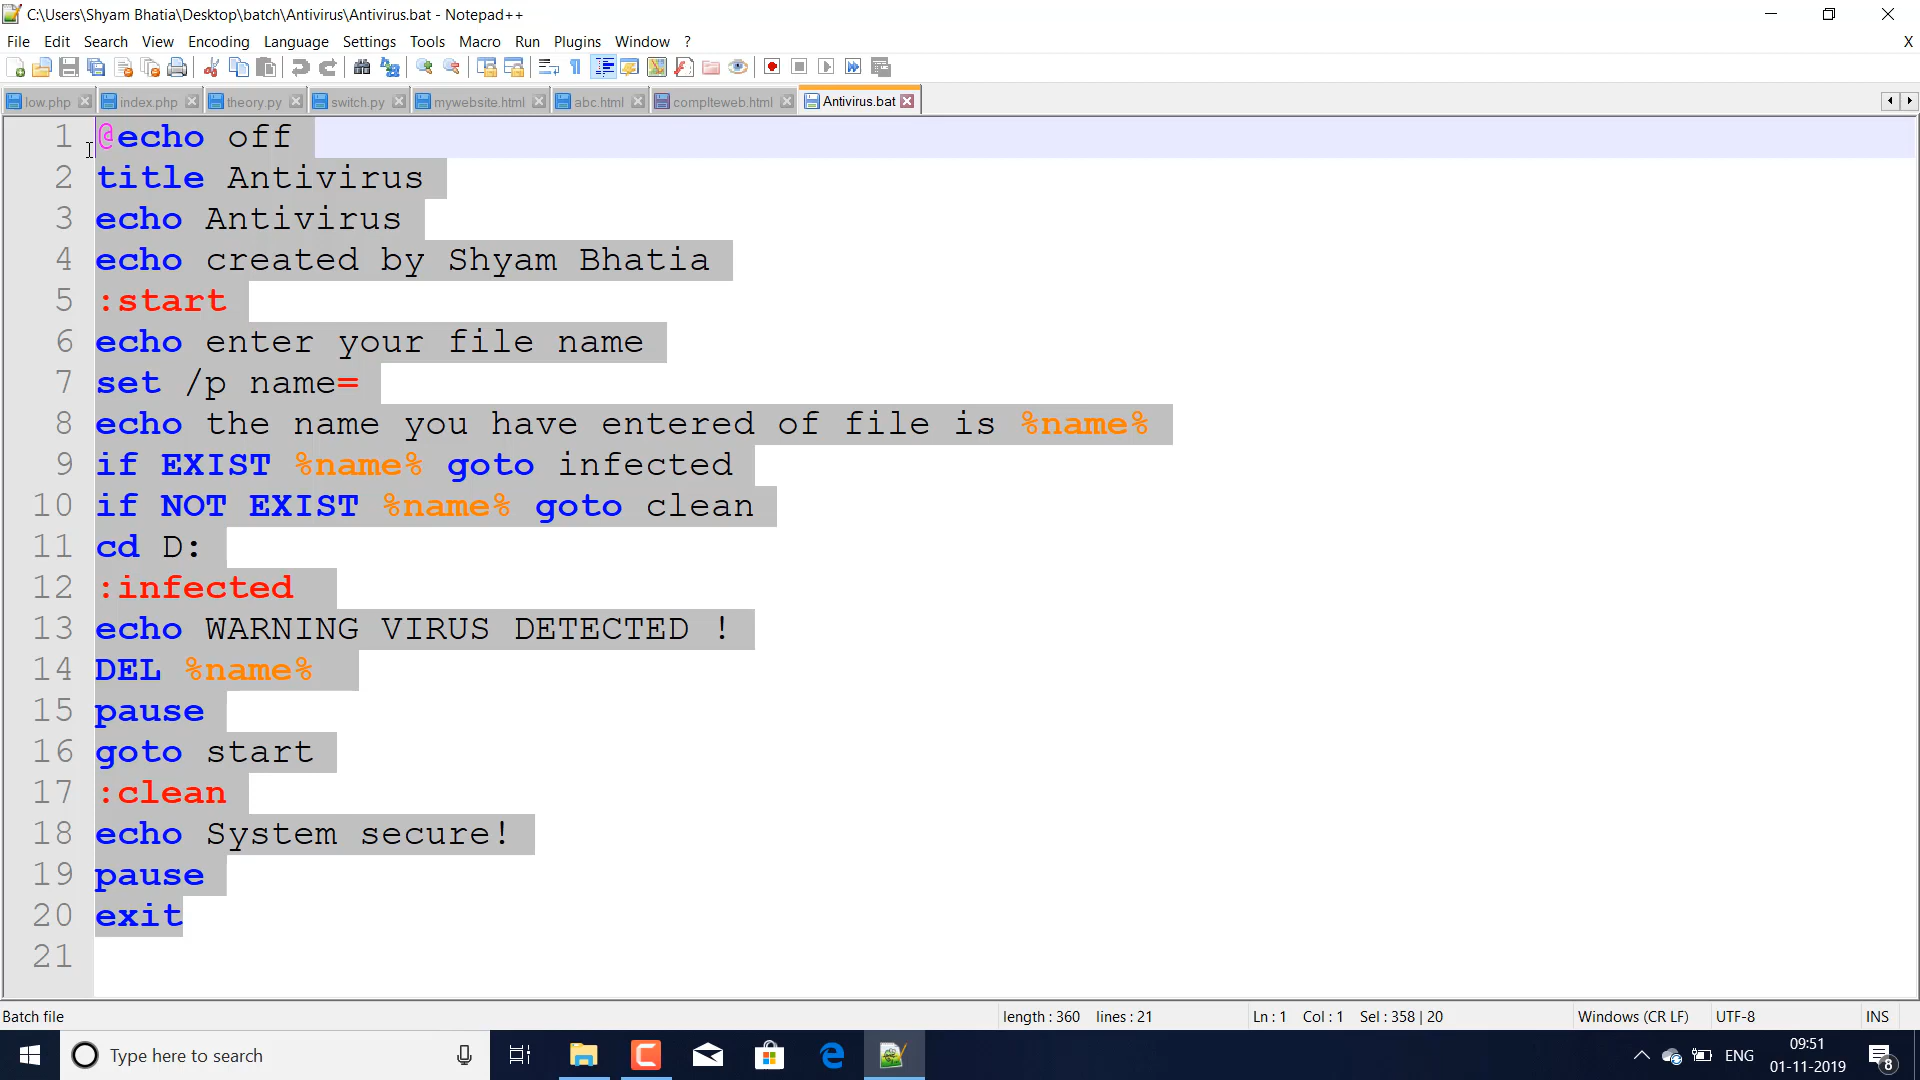 C:\Users\Shyam Bhatia\Desktop\batch\Antivirus\Antivirus.bat - Notepad++
File Edit Search View Encoding Language Settings Tools Macro Run Plugins Window ? X
low.php index.php theory.py switch.py mywebsite.html abc.html complteweb.html Antivirus.bat
1 @echo off
2 title Antivirus
3 echo Antivirus
4 echo created by Shyam Bhatia
5 :start
6 echo enter your file name
7 set /p name=
8 echo the name you have entered of file is %name%
9 if EXIST %name% goto infected
10 if NOT EXIST %name% goto clean
11 cd D:
12 :infected
13 echo WARNING VIRUS DETECTED !
14 DEL %name%
15 pause
16 goto start
17 :clean
18 echo System secure!
19 pause
20 exit
21
Batch file length : 360 lines : 21 Ln : 1 Col : 1 Sel : 358 | 20 Windows (CR LF) UTF-8 INS
Type here to search ENG 09:51
01-11-2019 8